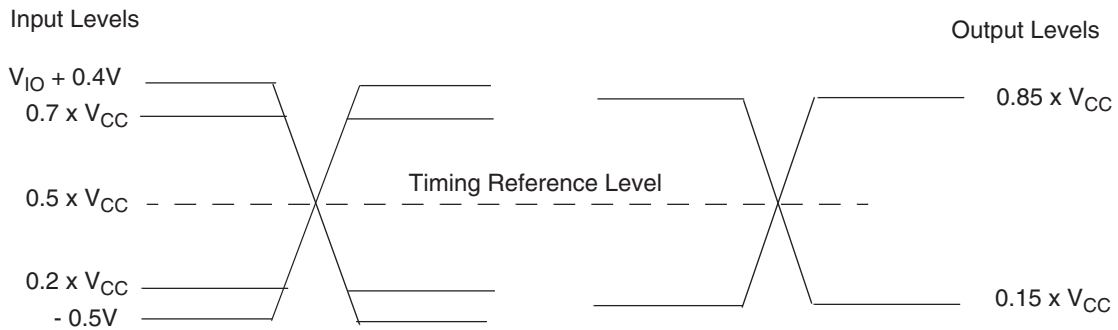 Input Levels
Output Levels
V_IO + 0.4V
0.7 x V_CC
0.85 x V_CC
Timing Reference Level
0.5 x V_CC
0.2 x V_CC
0.15 x V_CC
- 0.5V